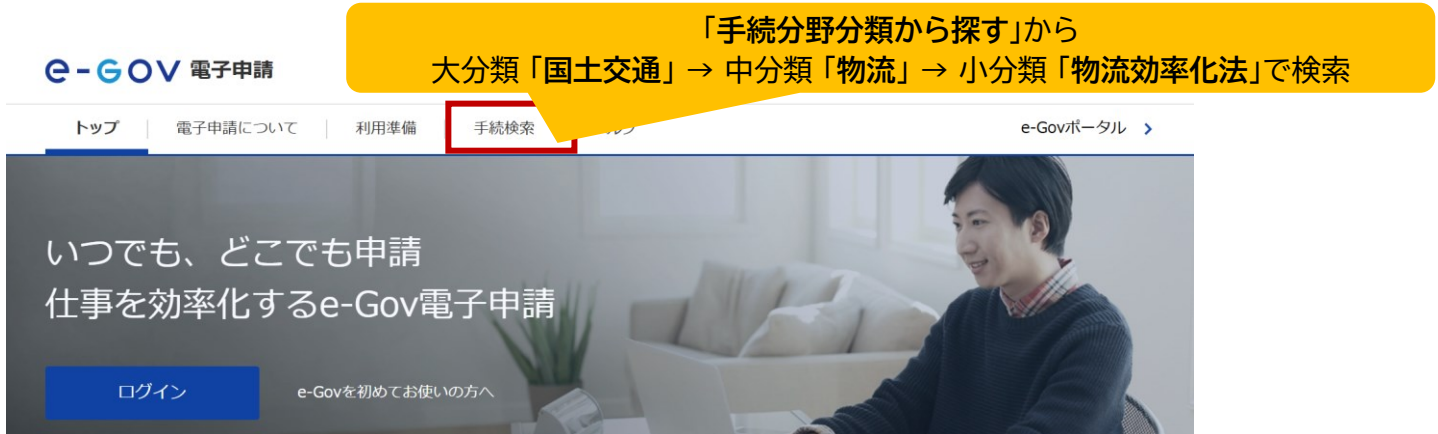 「手続分野分類から探す」から
大分類「国土交通」→ 中分類「物流」→ 小分類「物流効率化法」で検索
e-GOV 電子申請
トップ 電子申請について 利用準備 手続検索 e-Govポータル
いつでも、どこでも申請
仕事を効率化するe-Gov電子申請
ログイン e-Govを初めてお使いの方へ